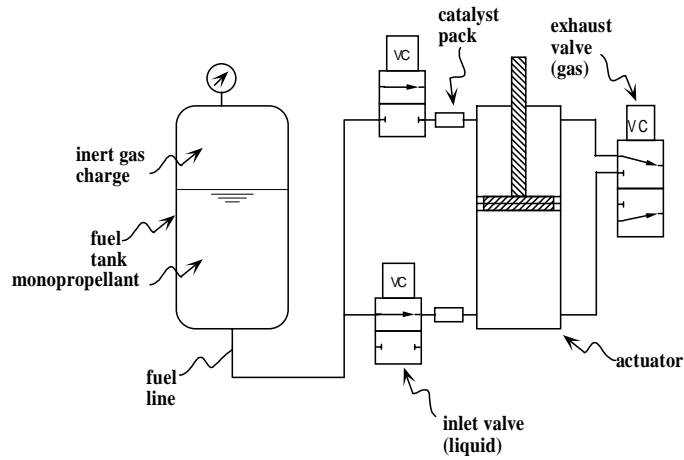 catalyst
pack
exhaust
valve
(gas)
VC
VC
inert gas
charge
fuel
tank
monopropellant
VC
actuator
fuel
line
inlet valve
(liquid)